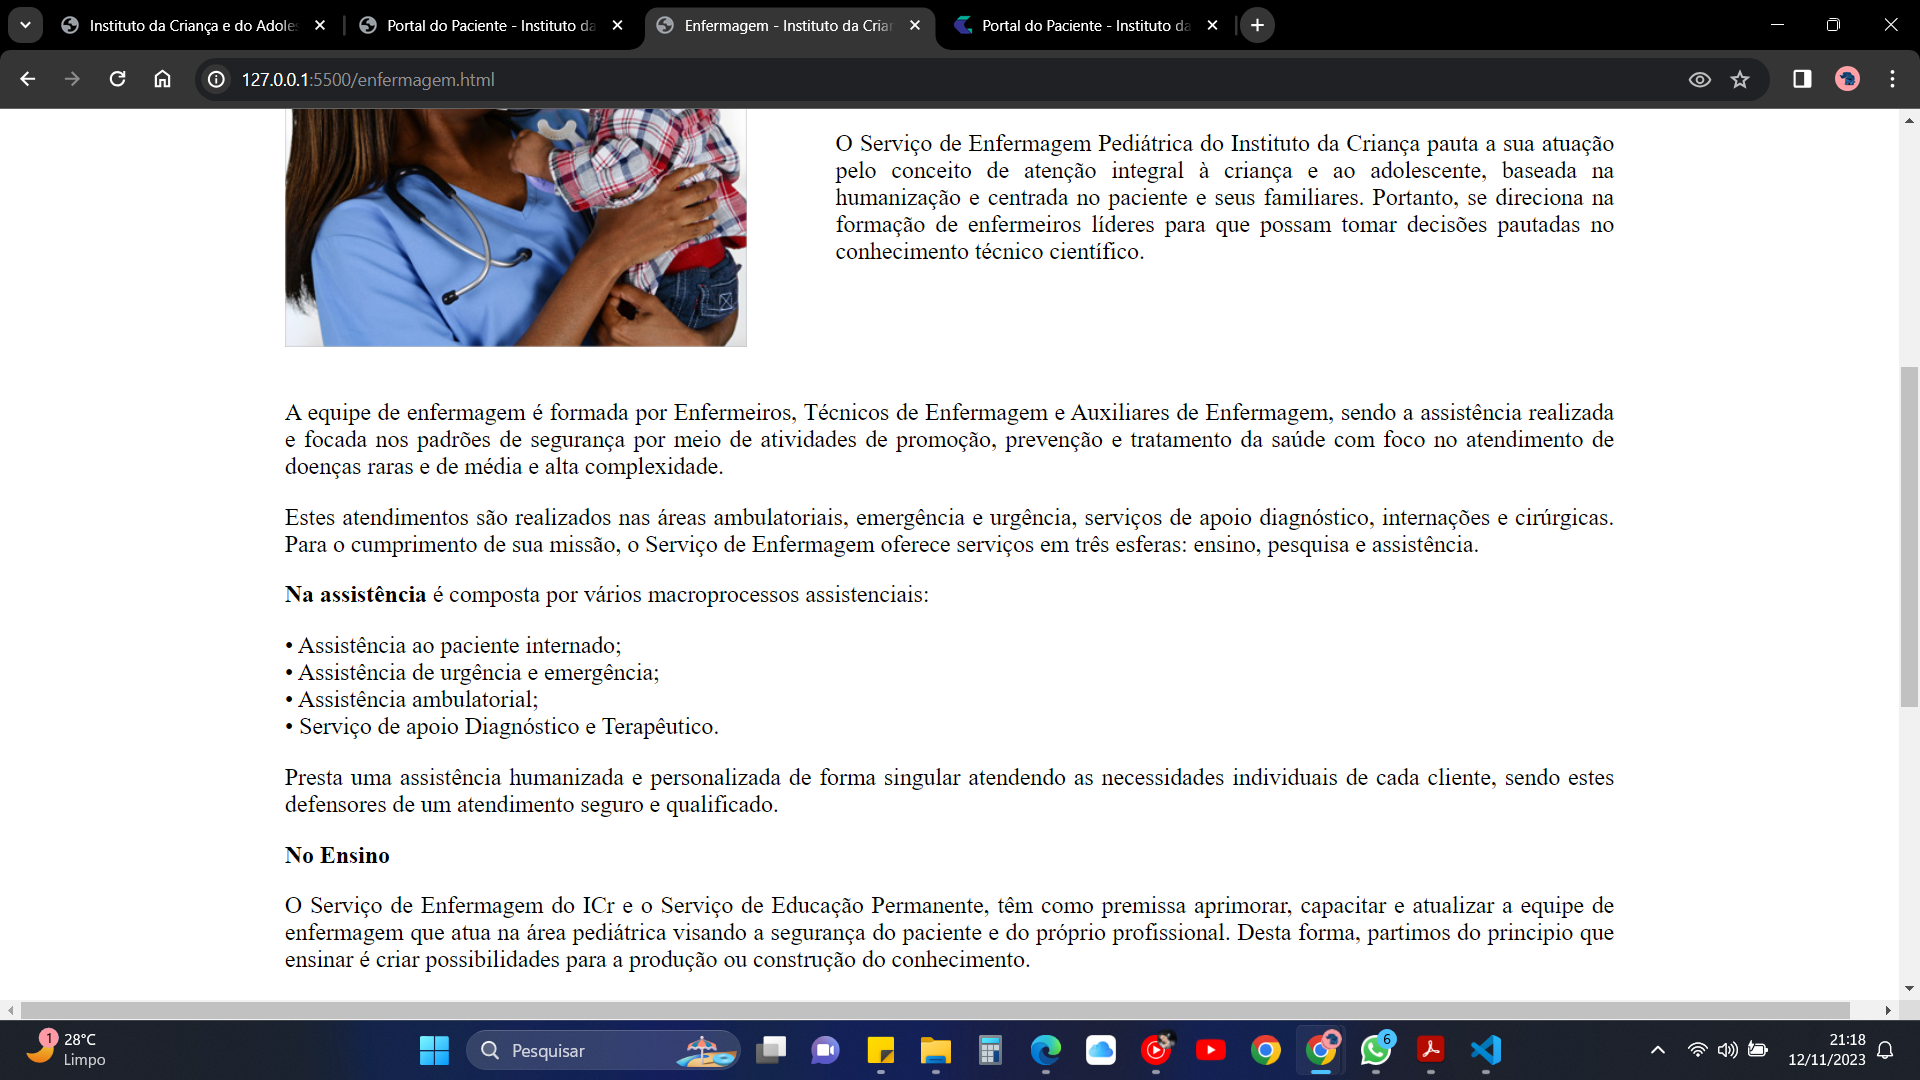 Instituto da Criança e do Adoles
Portal do Paciente - Instituto da
Enfermagem - Instituto da Crian
Portal do Paciente - Instituto da
127.0.0.1:5500/enfermagem.html
O Serviço de Enfermagem Pediátrica do Instituto da Criança pauta a sua atuação
pelo conceito de atenção integral à criança e ao adolescente, baseada na
humanização e centrada no paciente e seus familiares. Portanto, se direciona na
formação de enfermeiros líderes para que possam tomar decisões pautadas no
conhecimento técnico científico.
A equipe de enfermagem é formada por Enfermeiros, Técnicos de Enfermagem e Auxiliares de Enfermagem, sendo a assistência realizada
e focada nos padrões de segurança por meio de atividades de promoção, prevenção e tratamento da saúde com foco no atendimento de
doenças raras e de média e alta complexidade.
Estes atendimentos são realizados nas áreas ambulatoriais, emergência e urgência, serviços de apoio diagnóstico, internações e cirúrgicas.
Para o cumprimento de sua missão, o Serviço de Enfermagem oferece serviços em três esferas: ensino, pesquisa e assistência.
Na assistência é composta por vários macroprocessos assistenciais:
• Assistência ao paciente internado;
• Assistência de urgência e emergência;
• Assistência ambulatorial;
• Serviço de apoio Diagnóstico e Terapêutico.
Presta uma assistência humanizada e personalizada de forma singular atendendo as necessidades individuais de cada cliente, sendo estes
defensores de um atendimento seguro e qualificado.
No Ensino
O Serviço de Enfermagem do ICr e o Serviço de Educação Permanente, têm como premissa aprimorar, capacitar e atualizar a equipe de
enfermagem que atua na área pediátrica visando a segurança do paciente e do próprio profissional. Desta forma, partimos do principio que
ensinar é criar possibilidades para a produção ou construção do conhecimento.
1
28°C
Limpo
Pesquisar
6
21:18
12/11/2023